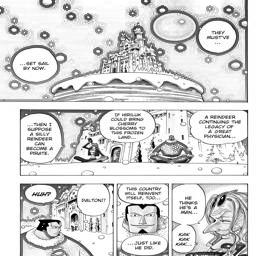 THEY
MUST'VE
...
...GET SAIL
BY NOW.
A REINDEER
CONTINUING THE
LEGACY OF
A GREAT
PHYSICIAN...
IF HIRILUK
COULD BRING
CHERRY
BLOSSOMS TO
THIS FROZEN
LAND...
...THEN I
SUPPOSE
A SILLY
REINDEER
CAN
BECOME A
PIRATE.
HE
THINKS
HE'S A
MAN...
KAK
KAK
KAK...
THIS COUNTRY
WILL REINVENT
ITSELF, TOO...
...JUST LIKE
HE DID.
DALTON?
HUH?